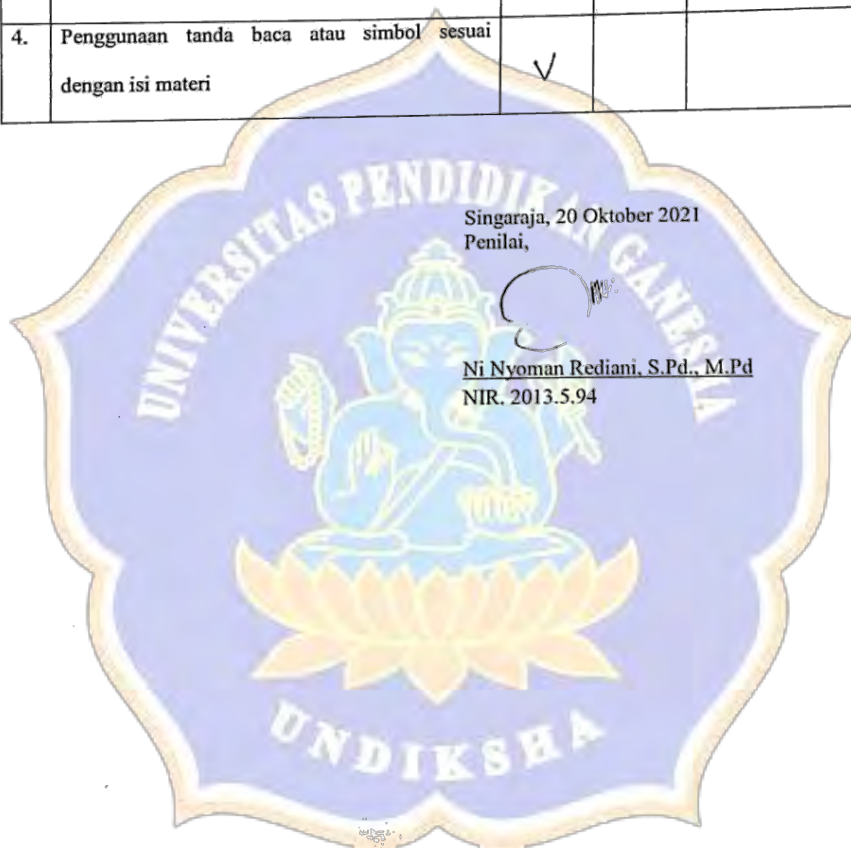 4. Penggunaan tanda baca atau simbol sesuai V
dengan isi materi
UNIVERSITAS PENDIDIKAN GANESHA
Singaraja, 20 Oktober 2021
Penilai,
Ni Nyoman Rediani, S.Pd., M.Pd
NIR. 2013.5.94
UNDIKSHA